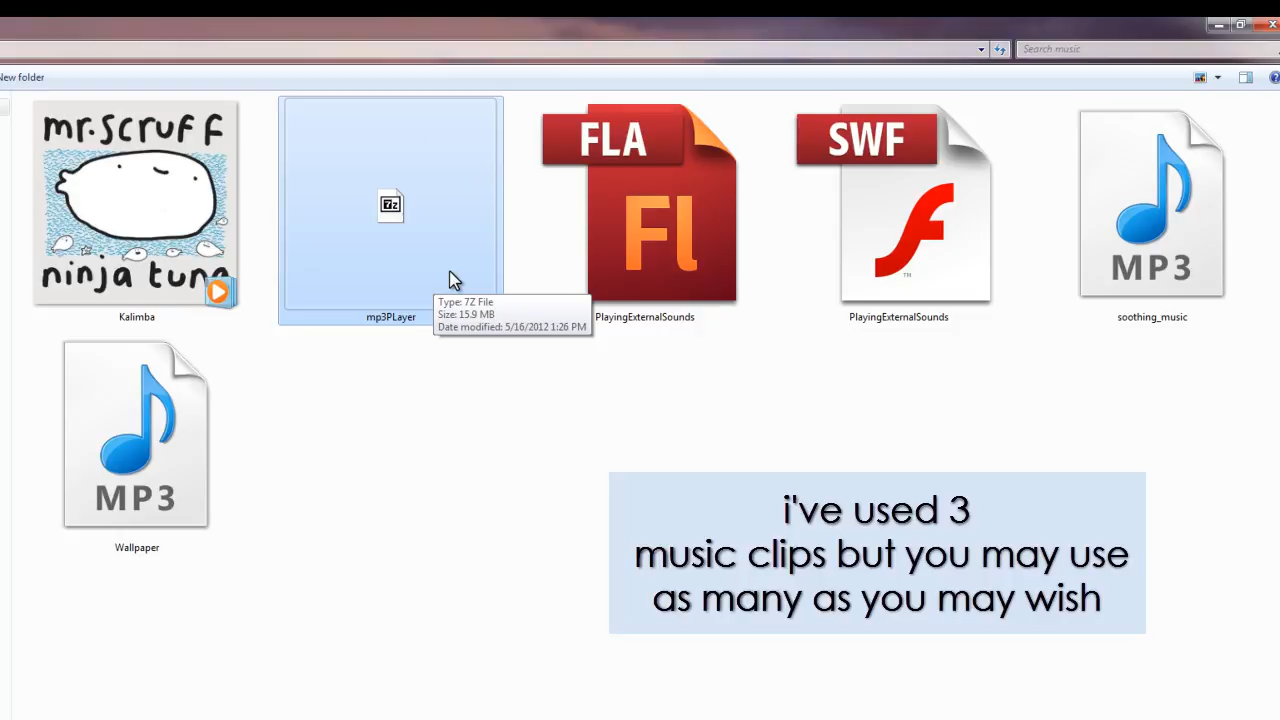 Search music
New folder
mr.scruff
ninja tuna
Kalimba
7z
mp3PLayer
Type: 7Z File
Size: 15.9 MB
Date modified: 5/16/2012 1:26 PM
FLA
Fl
PlayingExternalSounds
SWF
TM
PlayingExternalSounds
MP3
soothing_music
MP3
Wallpaper
i've used 3
music clips but you may use
as many as you may wish